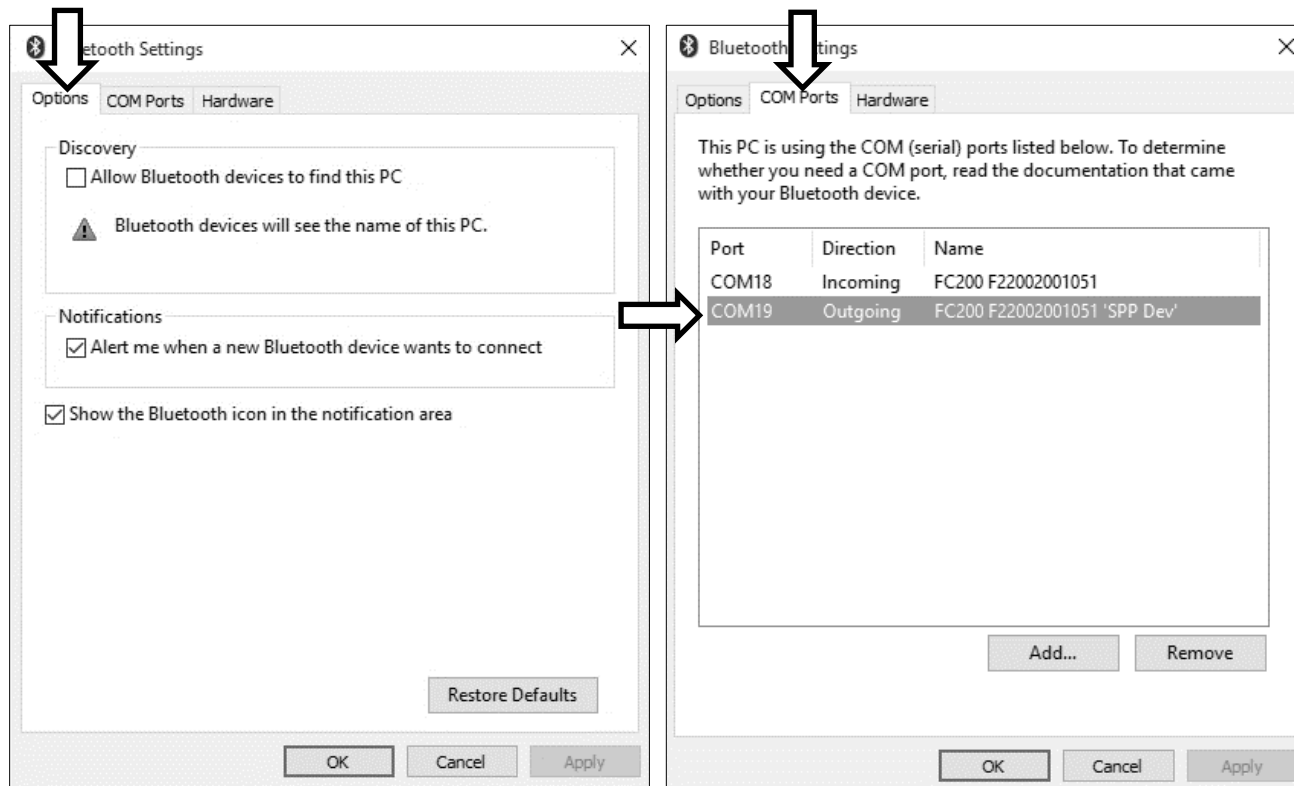 etooth Settings
Options COM Ports Hardware
Discovery
Allow Bluetooth devices to find this PC
Bluetooth devices will see the name of this PC.
Notifications
Alert me when a new Bluetooth device wants to connect
Show the Bluetooth icon in the notification area
Restore Defaults
OK Cancel Apply
Bluetooth ttings
Options COM Ports Hardware
This PC is using the COM (serial) ports listed below. To determine
whether you need a COM port, read the documentation that came
with your Bluetooth device.
Port Direction Name
COM18 Incoming FC200 F22002001051
COM19 Outgoing FC200 F22002001051 'SPP Dev'
Add... Remove
OK Cancel Apply